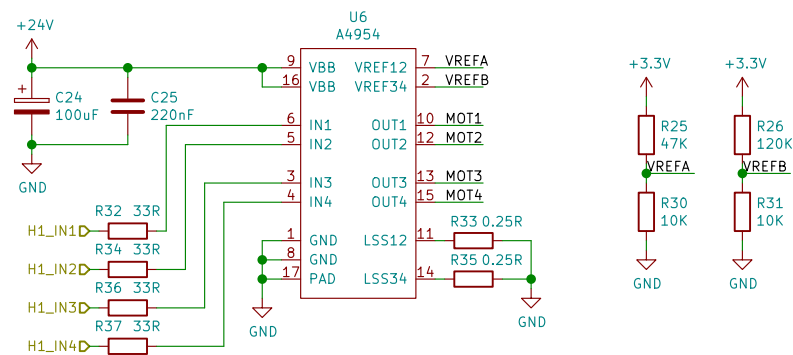 +24V
C24
100uF
C25
220nF
GND
U6
A4954
9 VBB VREF12 7 VREFA
16 VBB VREF34 2 VREFB
6 IN1 OUT1 10 MOT1
5 IN2 OUT2 12 MOT2
3 IN3 OUT3 13 MOT3
4 IN4 OUT4 15 MOT4
1 GND LSS12 11
8 GND
17 PAD LSS34 14
R32 33R
H1_IN1
R34 33R
H1_IN2
R36 33R
H1_IN3
R37 33R
H1_IN4
GND
R33 0.25R
R35 0.25R
GND
+3.3V
R25
47K
VREFA
R30
10K
GND
+3.3V
R26
120K
VREFB
R31
10K
GND